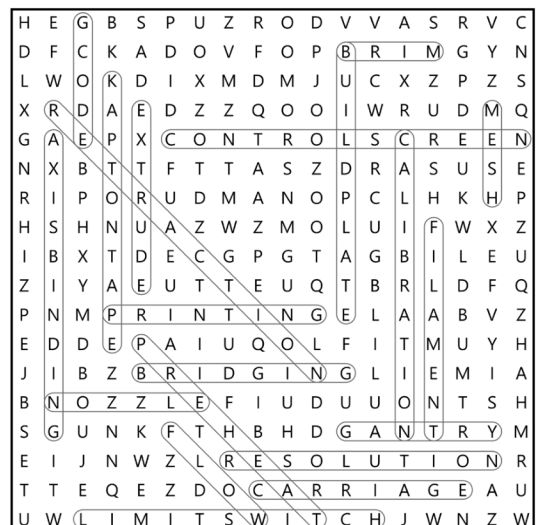 H E G B S P U Z R O D V V A S R V C
D F C K A D O V F O P B R I M G Y N
L W O K D I X M D M J U C X Z P Z S
X R D A E D Z Z Q O O I W R U D M Q
G A E P X C O N T R O L S C R E E N
N X B T T F T T A S Z D R A S U S E
R I P O R U D M A N O P C L H K H P
H S H N U A Z W Z M O L U I F W X Z
I B X T D E C G P G T A G B I L E U
Z I Y A E U T T E U Q T B R L D F Q
P N M P R I N T I N G E L A A B V Z
E D D E P A I U Q O L F I T M U Y H
J I B Z B R I D G I N G L I E M I A
B N O Z Z L E F I U D U U O N T S H
S G U N K F T H B H D G A N T R Y M
E I J N W Z L R E S O L U T I O N R
T T E Q E Z D O C A R R I A G E A U
U W L I M I T S W I T C H J W N Z W